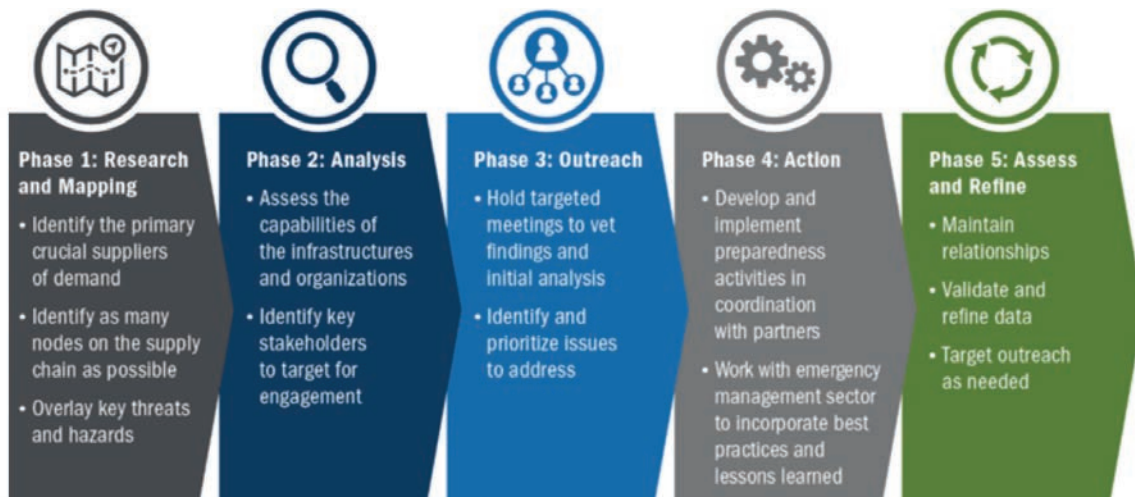 Phase 1: Research
and Mapping
• Identify the primary
crucial suppliers
of demand
• Identify as many
nodes on the supply
chain as possible
• Overlay key threats
and hazards
Phase 2: Analysis
• Assess the
capabilities of
the infrastructures
and organizations
• Identify key
stakeholders
to target for
engagement
Phase 3: Outreach
• Hold targeted
meetings to vet
findings and
initial analysis
• Identify and
prioritize issues
to address
Phase 4: Action
• Develop and
implement
preparedness
activities in
coordination
with partners
• Work with emergency
management sector
to incorporate best
practices and
lessons learned
Phase 5: Assess
and Refine
• Maintain
relationships
• Validate and
refine data
• Target outreach
as needed